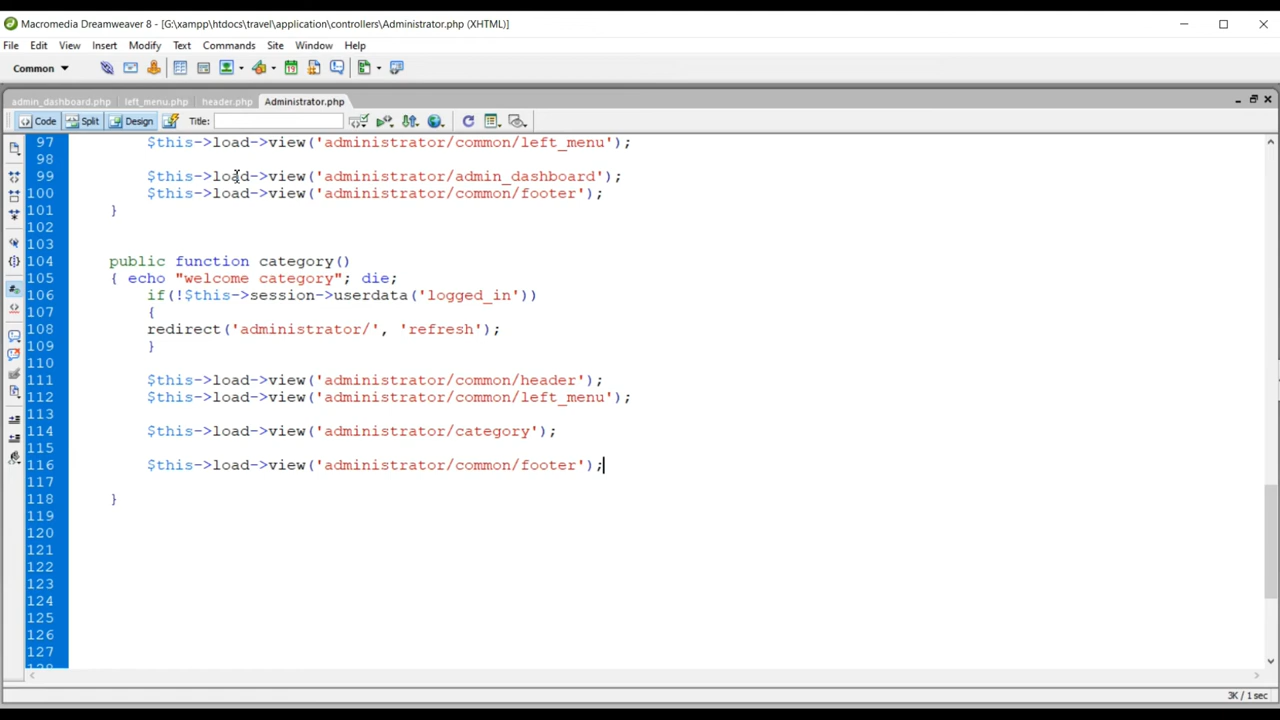 Macromedia Dreamweaver 8 - [G:\xampp\htdocs\travel\application\controllers\Administrator.php (XHTML)]
File Edit View Insert Modify Text Commands Site Window Help
Common
admin_dashboard.php left_menu.php header.php Administrator.php
Code Split Design Title:
97 $this->load->view('administrator/common/left_menu');
98
99 $this->load->view('administrator/admin_dashboard');
100 $this->load->view('administrator/common/footer');
101 }
102
103
104 public function category()
105 { echo "welcome category"; die;
106 if(!$this->session->userdata('logged_in'))
107 {
108 redirect('administrator/', 'refresh');
109 }
110
111 $this->load->view('administrator/common/header');
112 $this->load->view('administrator/common/left_menu');
113
114 $this->load->view('administrator/category');
115
116 $this->load->view('administrator/common/footer');
117
118 }
119
120
121
122
123
124
125
126
127
128
3K / 1 sec